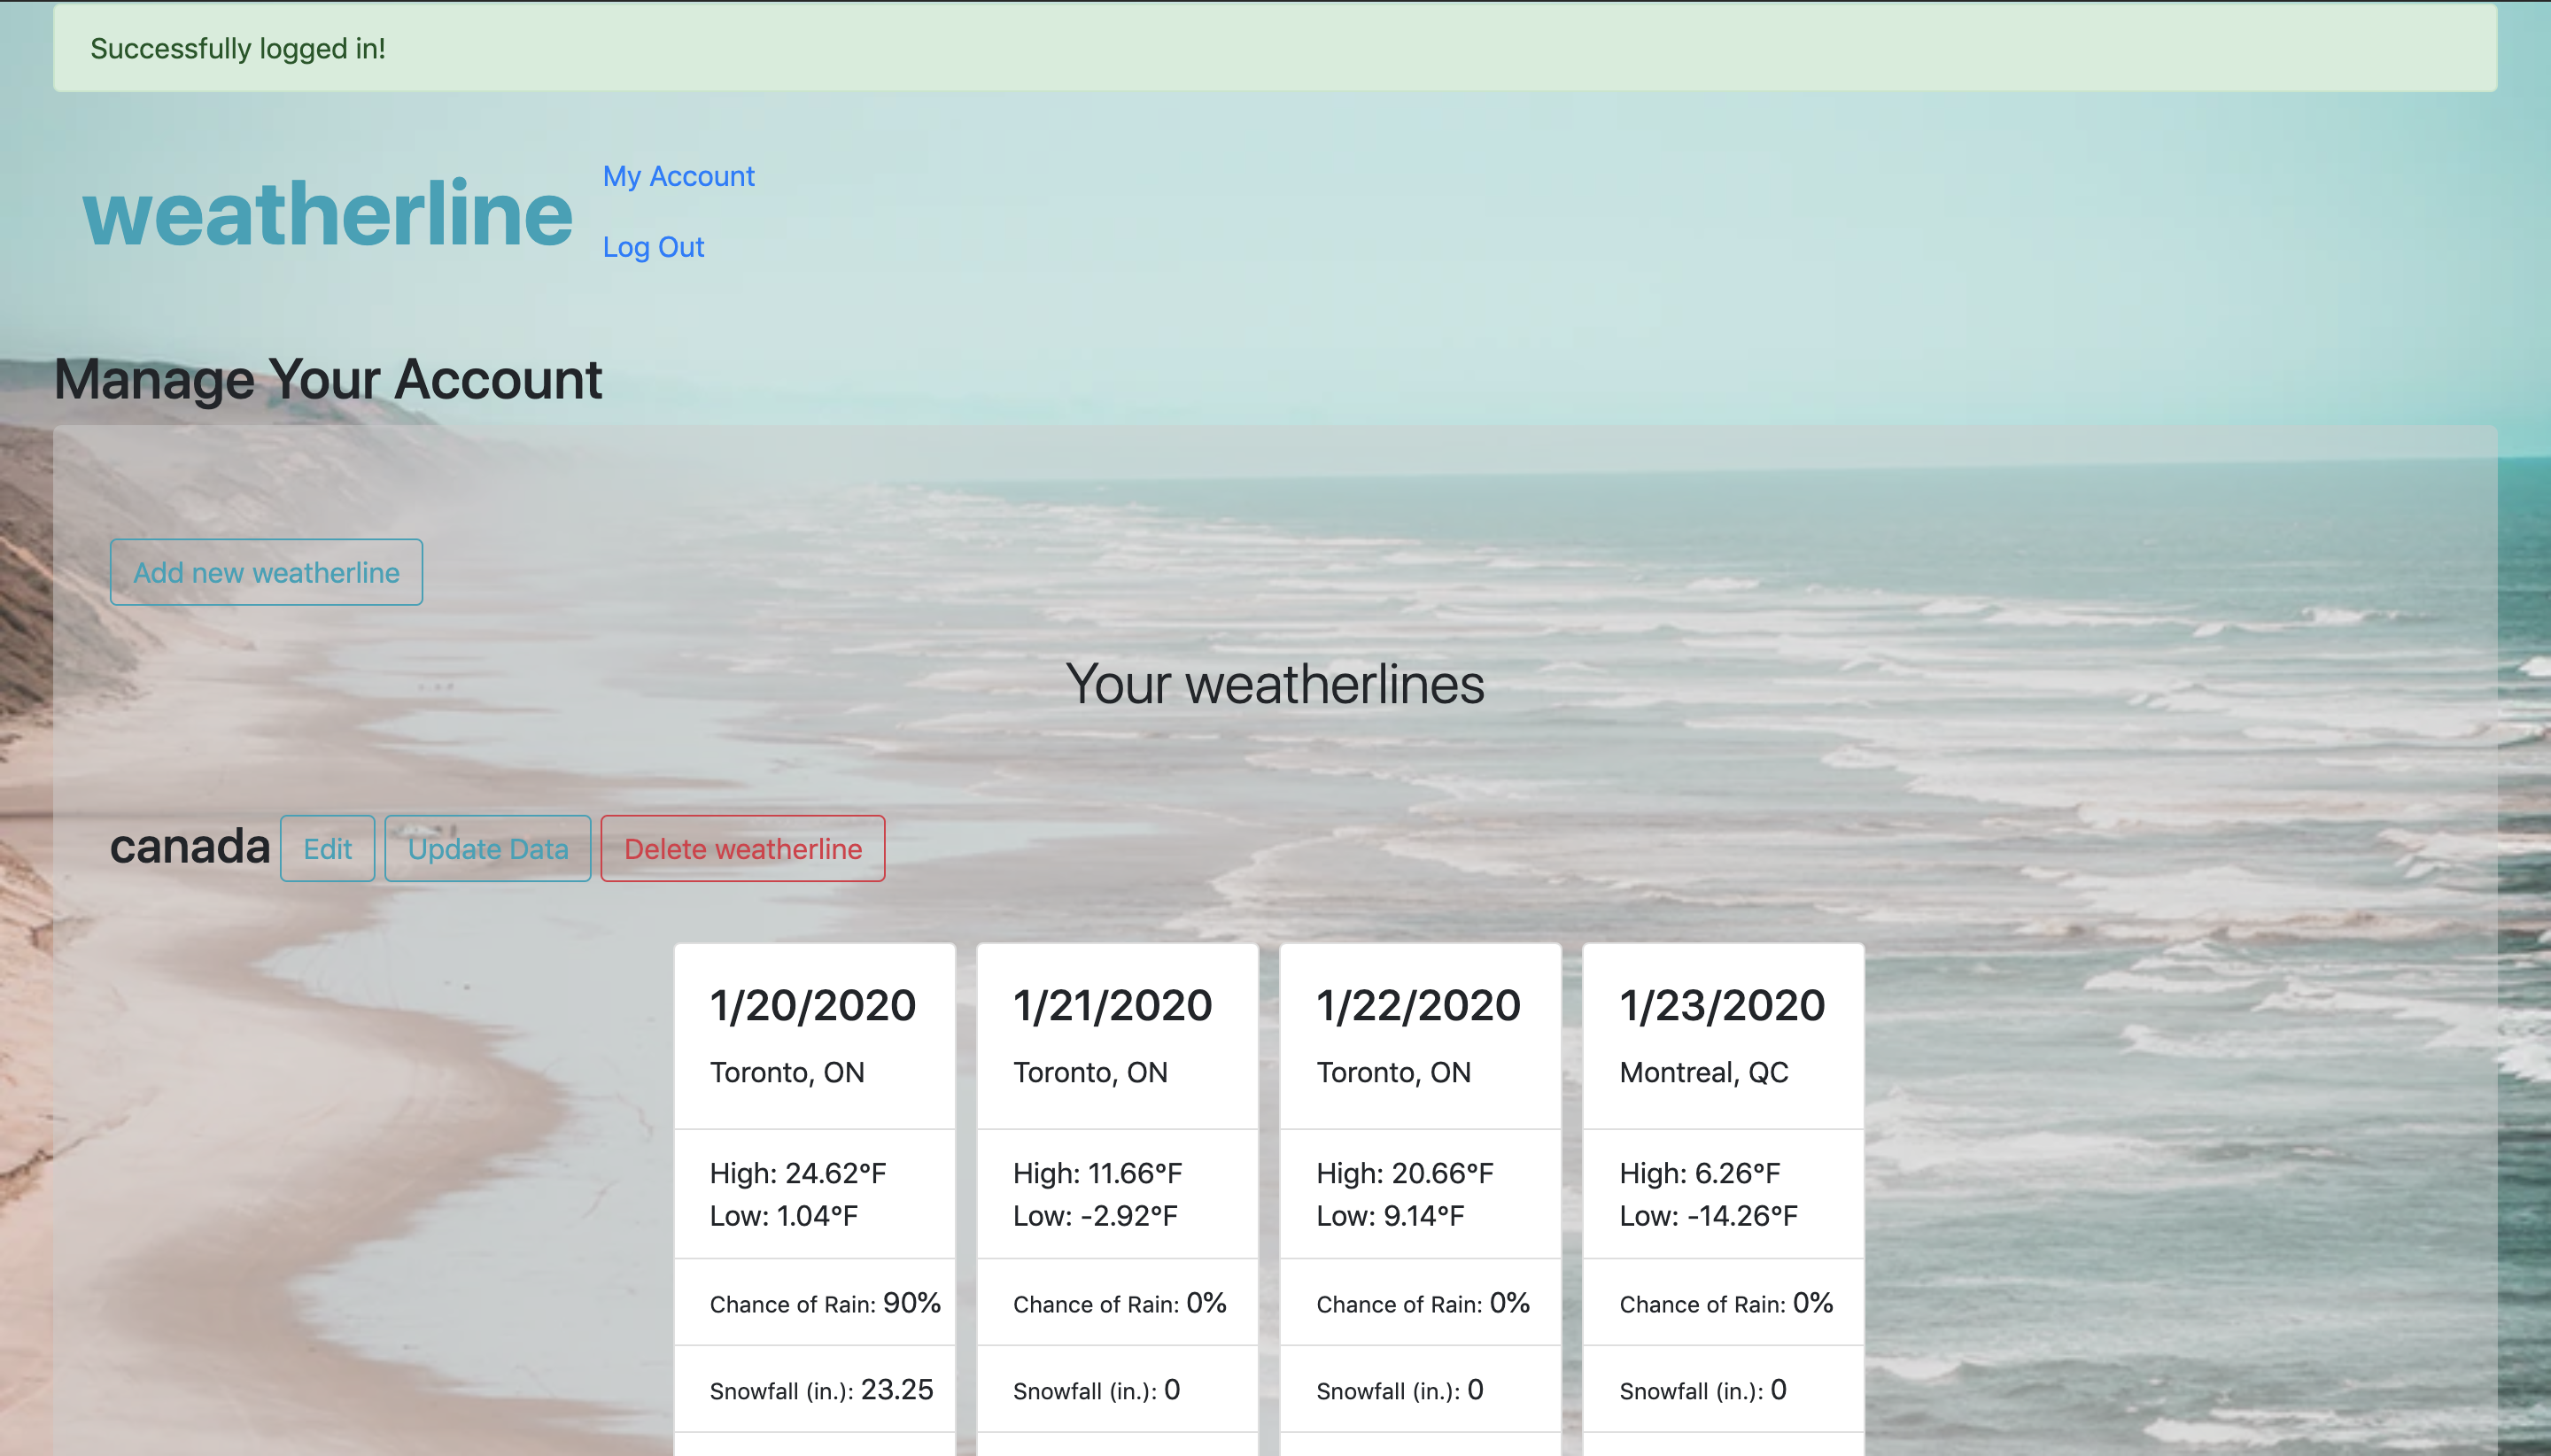 Successfully logged in!
weatherline
My Account
Log Out
Manage Your Account
Add new weatherline
Your weatherlines
canada Edit Update Data Delete weatherline
1/20/2020
Toronto, ON
High: 24.62°F
Low: 1.04°F
Chance of Rain: 90%
Snowfall (in.): 23.25
1/21/2020
Toronto, ON
High: 11.66°F
Low: -2.92°F
Chance of Rain: 0%
Snowfall (in.): 0
1/22/2020
Toronto, ON
High: 20.66°F
Low: 9.14°F
Chance of Rain: 0%
Snowfall (in.): 0
1/23/2020
Montreal, QC
High: 6.26°F
Low: -14.26°F
Chance of Rain: 0%
Snowfall (in.): 0